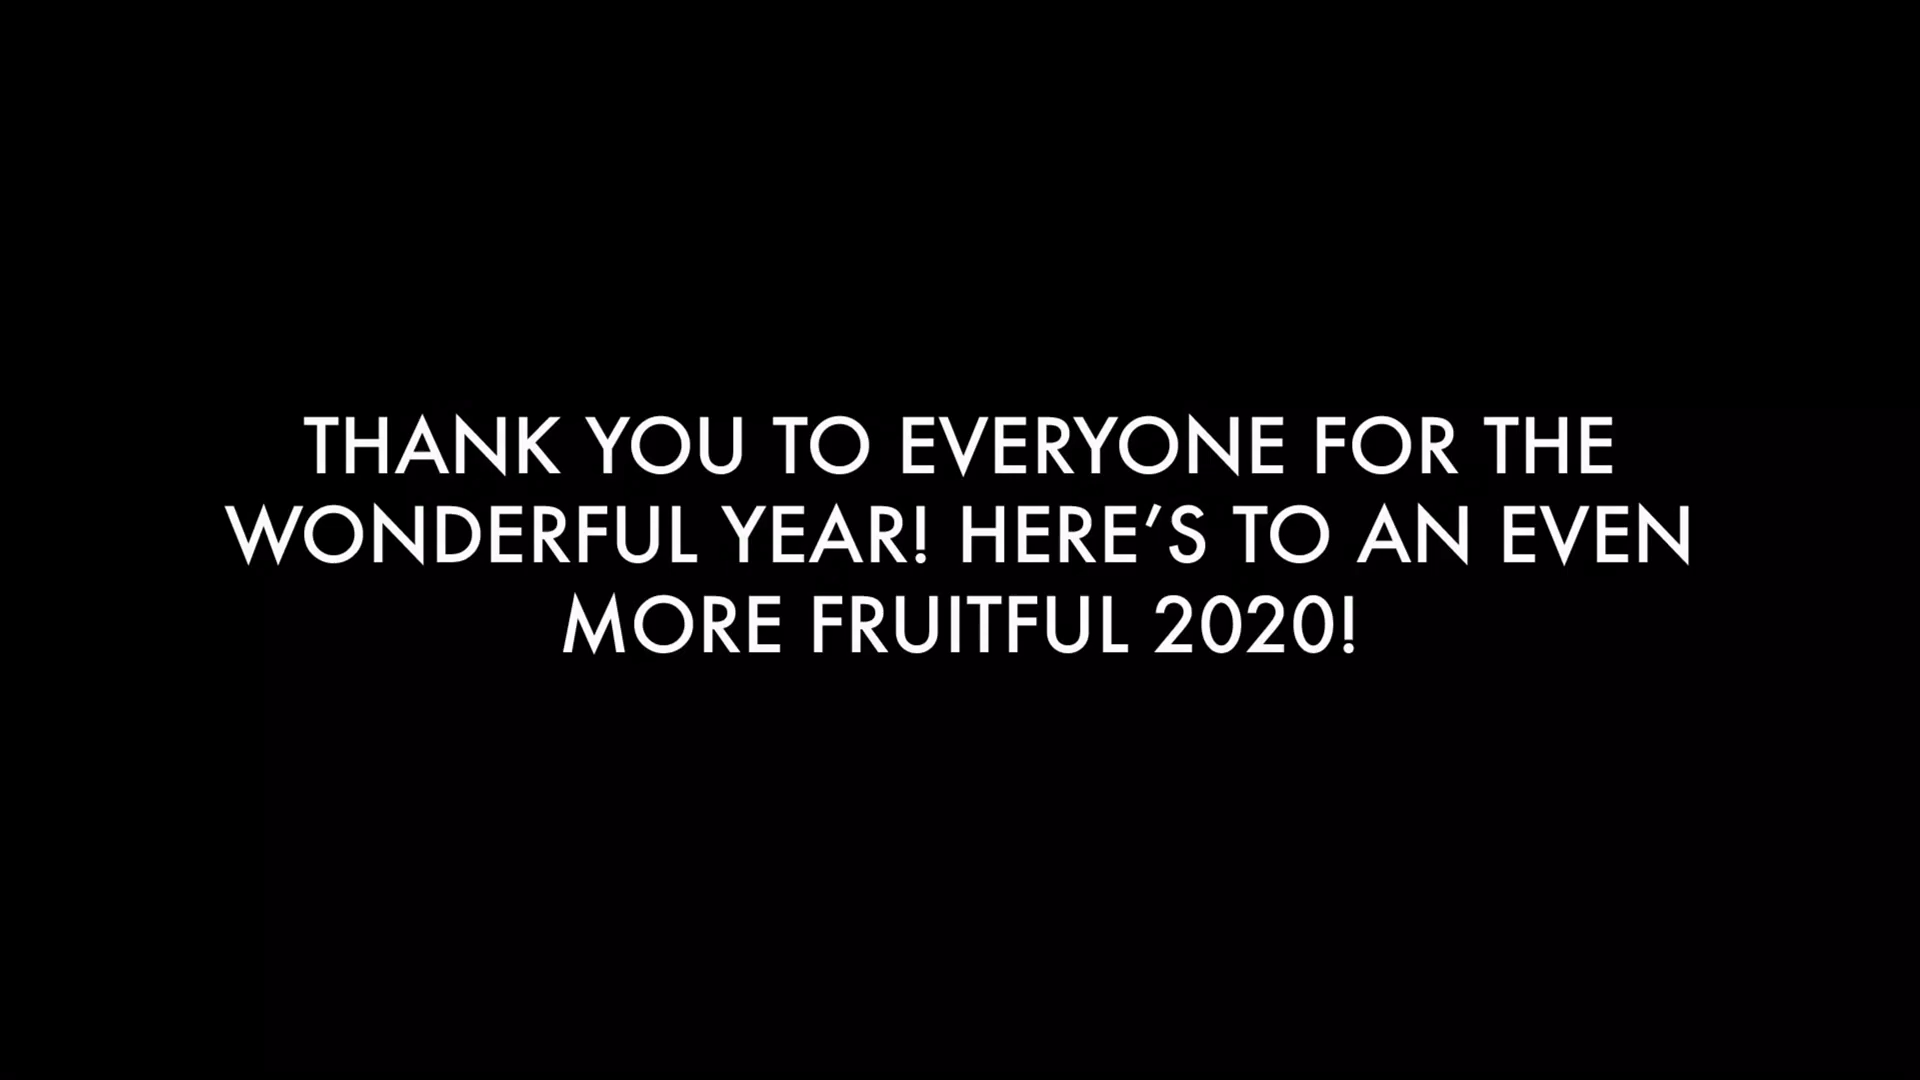 THANK YOU TO EVERYONE FOR THE
WONDERFUL YEAR! HERE’S TO AN EVEN
MORE FRUITFUL 2020!